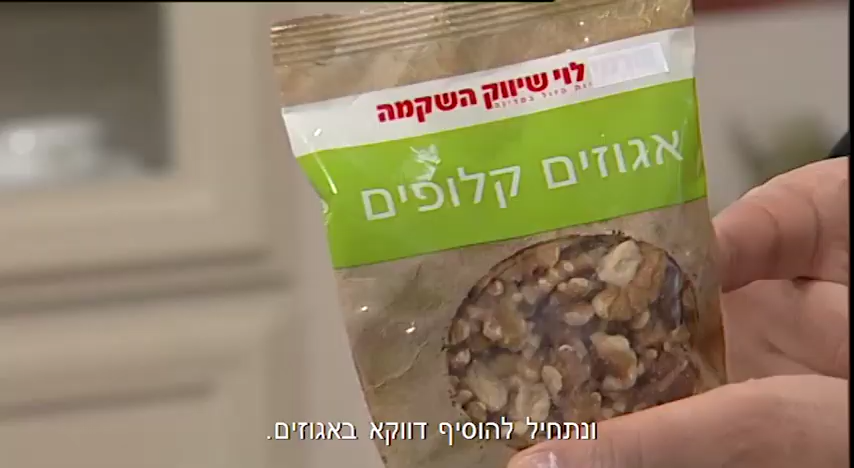 לוי שיווק השקמה
אגוזים קלופים
ונתחיל להוסיף דווקא באגוזים.